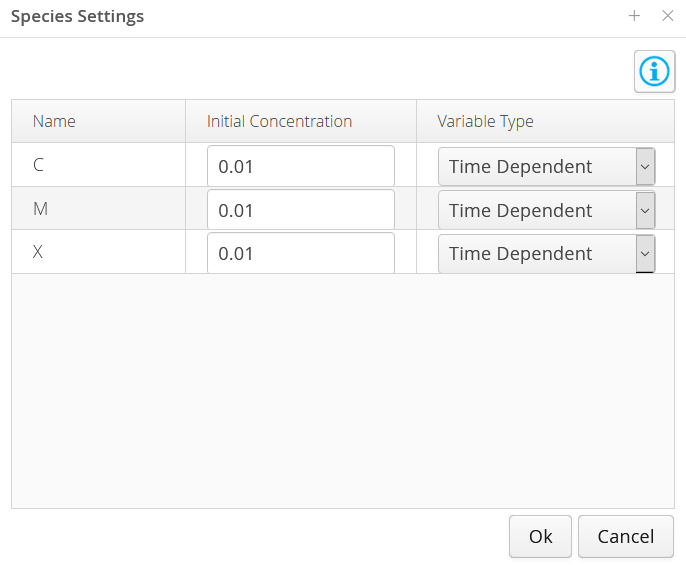 Species Settings
Name Initial Concentration Variable Type
C 0.01 Time Dependent
M 0.01 Time Dependent
X 0.01 Time Dependent
Ok Cancel